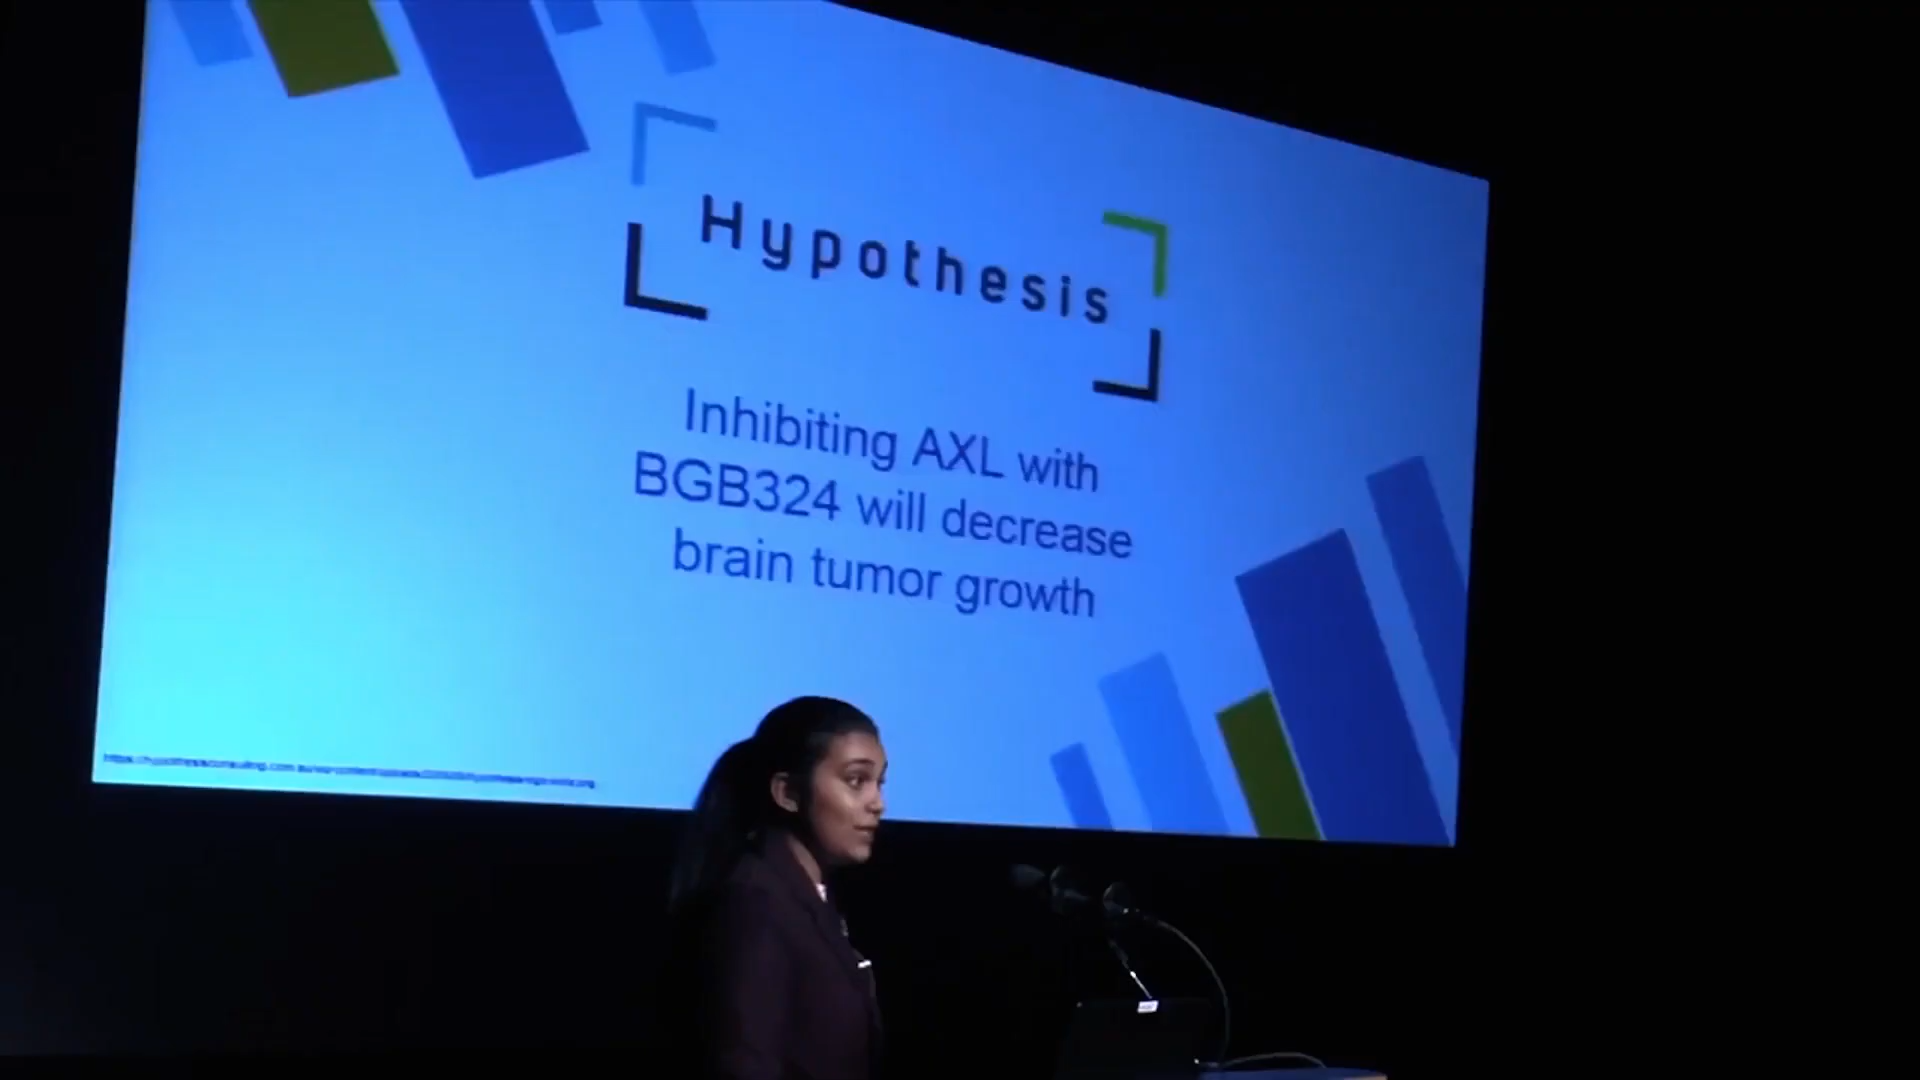 Hypothesis
Inhibiting AXL with
BGB324 will decrease
brain tumor growth